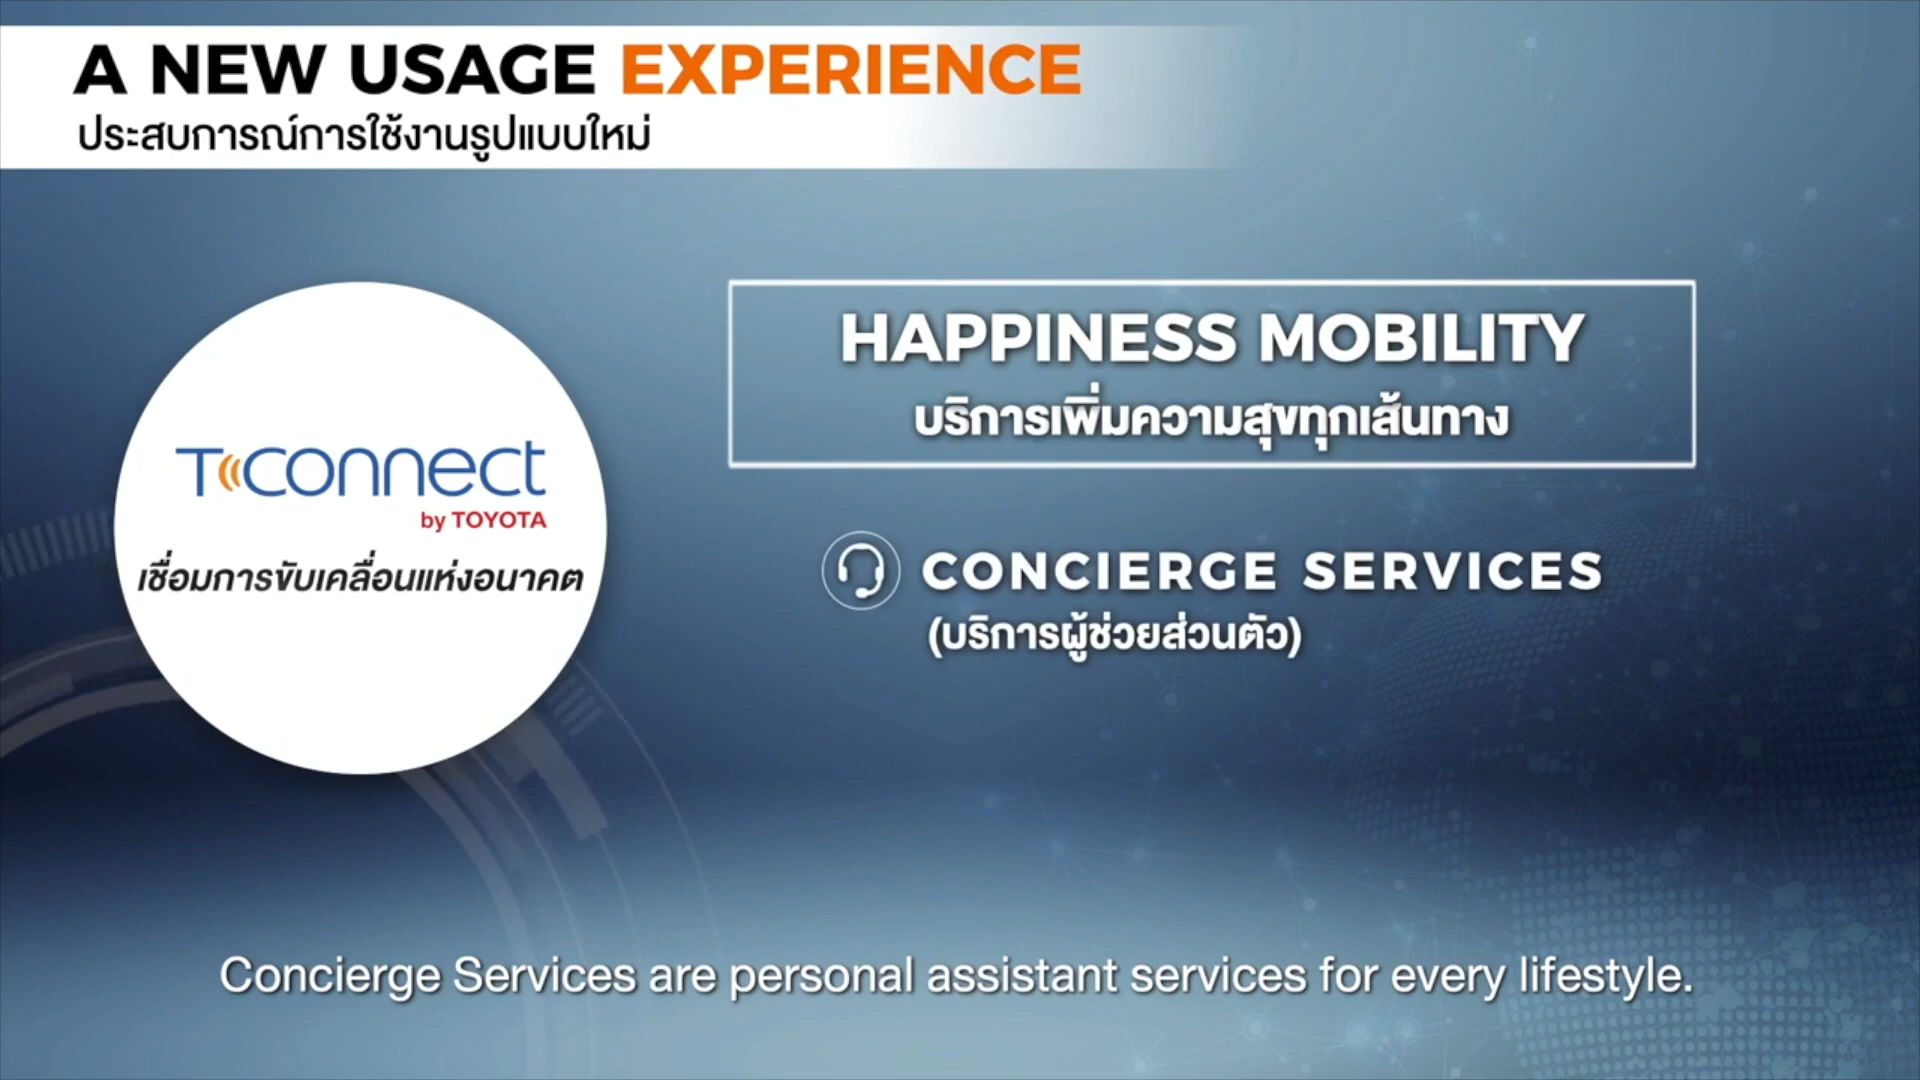 A NEW USAGE EXPERIENCE
ประสบการณ์การใช้งานรูปแบบใหม่
T connect
by TOYOTA
เชื่อมการขับเคลื่อนแห่งอนาคต
HAPPINESS MOBILITY
บริการเพิ่มความสุขทุกเส้นทาง
CONCIERGE SERVICES
(บริการผู้ช่วยส่วนตัว)
Concierge Services are personal assistant services for every lifestyle.